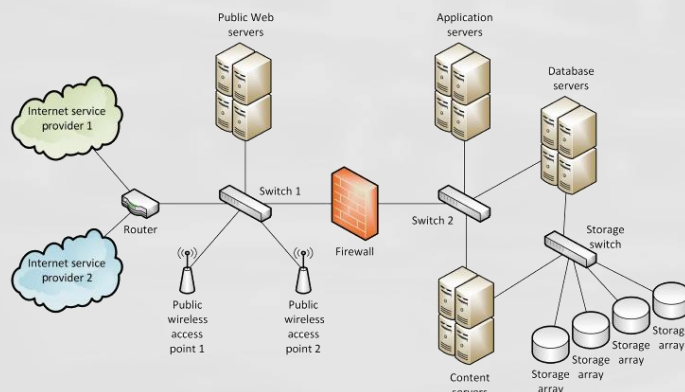 Public Web
servers
Application
servers
Database
servers
Internet service
provider 1
Switch 1
Router
Switch 2
Firewall
Storage
switch
Internet service
provider 2
Public
wireless
access
point 1
Public
wireless
access
point 2
Content
servers
Storage
array
Storage
array
Storage
array
Storage
array